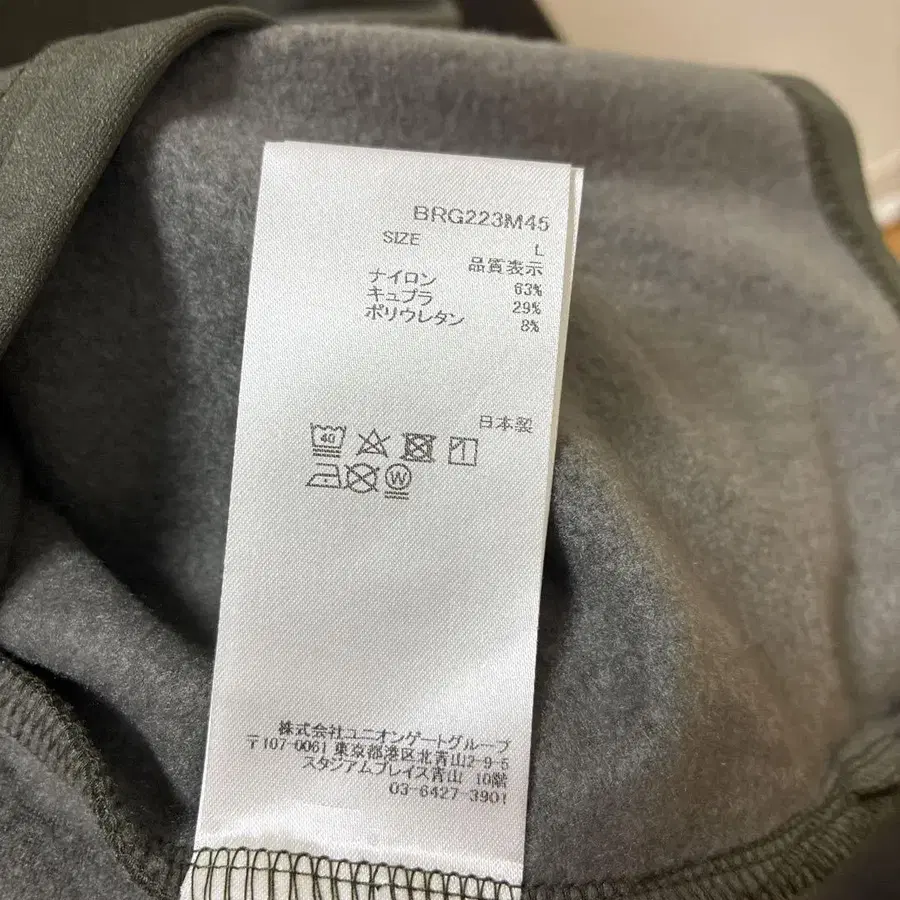 BRG223M45
SIZE L
品質表示
ナイロン 63%
キュプラ 29%
ポリウレタン 8%
日本製
40
W
株式会社ユニオンゲートグループ
〒107-0061 東京都港区北青山2-9-5
スタジアムプレイス青山 10階
03-6427-3901